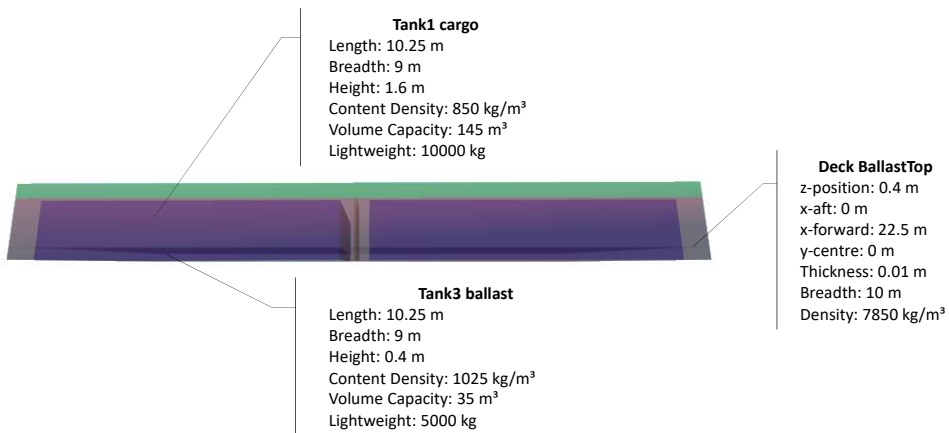 Tank1 cargo
Length: 10.25 m
Breadth: 9 m
Height: 1.6 m
Content Density: 850 kg/m³
Volume Capacity: 145 m³
Lightweight: 10000 kg
Deck BallastTop
z-position: 0.4 m
x-aft: 0 m
x-forward: 22.5 m
y-centre: 0 m
Thickness: 0.01 m
Breadth: 10 m
Density: 7850 kg/m³
Tank3 ballast
Length: 10.25 m
Breadth: 9 m
Height: 0.4 m
Content Density: 1025 kg/m³
Volume Capacity: 35 m³
Lightweight: 5000 kg